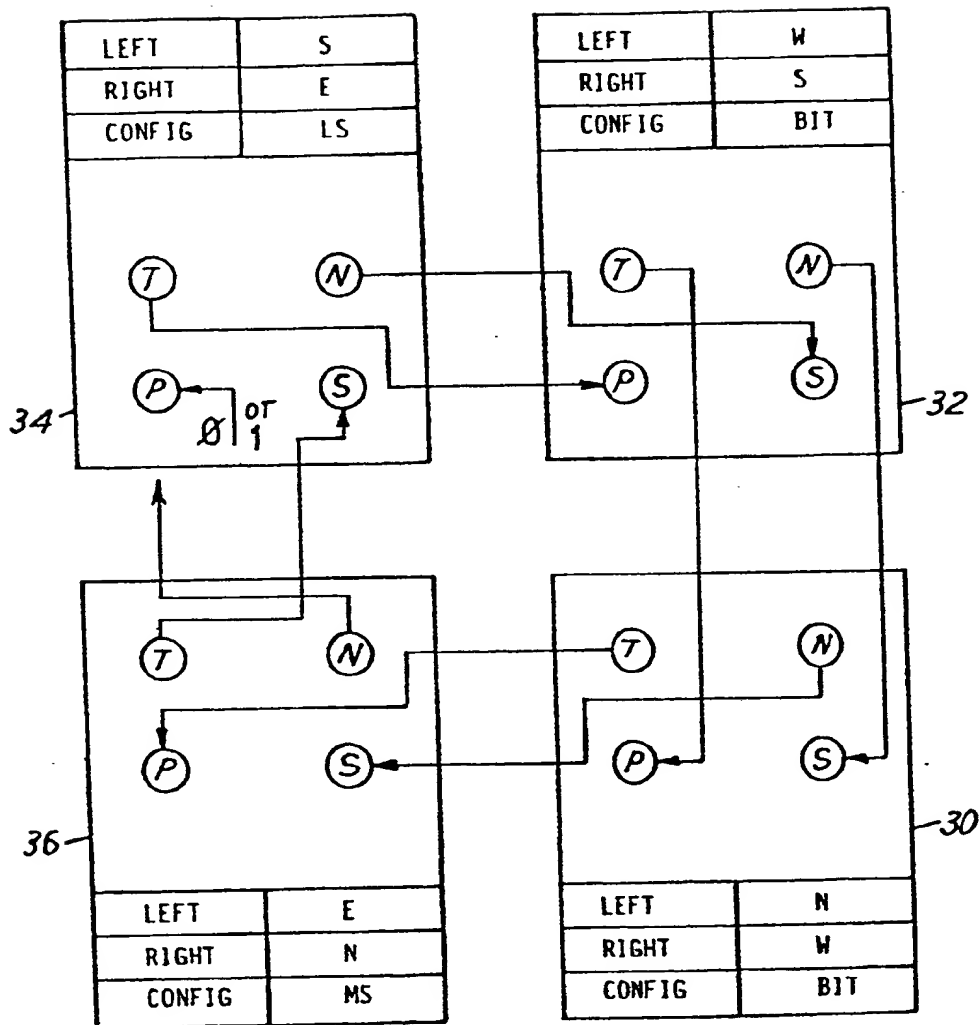 LEFT S
RIGHT E
CONFIG LS
T N
P S
Ø or 1
34
LEFT W
RIGHT S
CONFIG BIT
T N
P S
32
T N
P S
36
LEFT E
RIGHT N
CONFIG MS
T N
P S
30
LEFT N
RIGHT W
CONFIG BIT